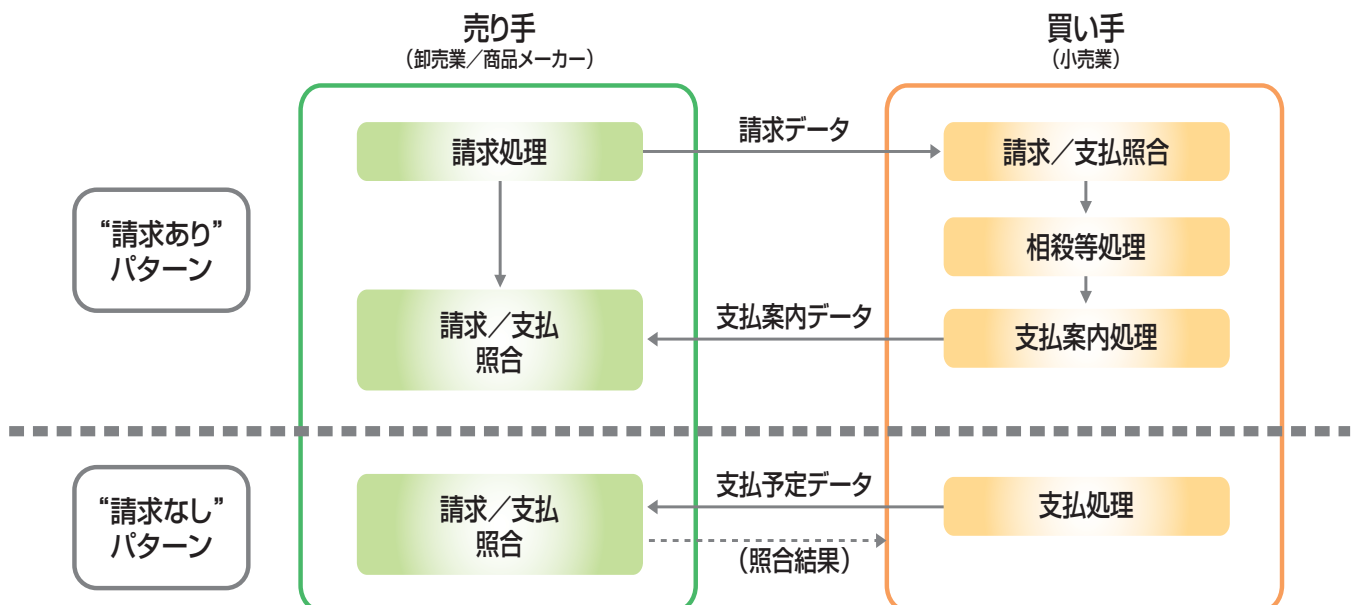 売り手
（卸売業／商品メーカー）
買い手
（小売業）
“請求あり”
パターン
請求処理
請求データ
請求／支払照合
相殺等処理
請求／支払
照合
支払案内データ
支払案内処理
“請求なし”
パターン
請求／支払
照合
支払予定データ
（照合結果）
支払処理